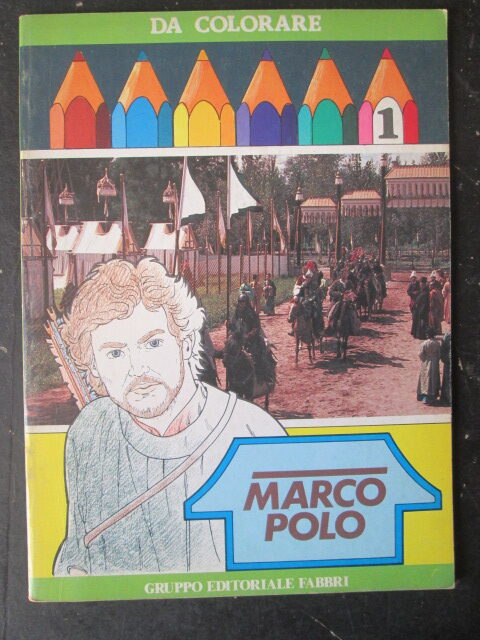 DA COLORARE
1
MARCO
POLO
GRUPPO EDITORIALE FABBRI